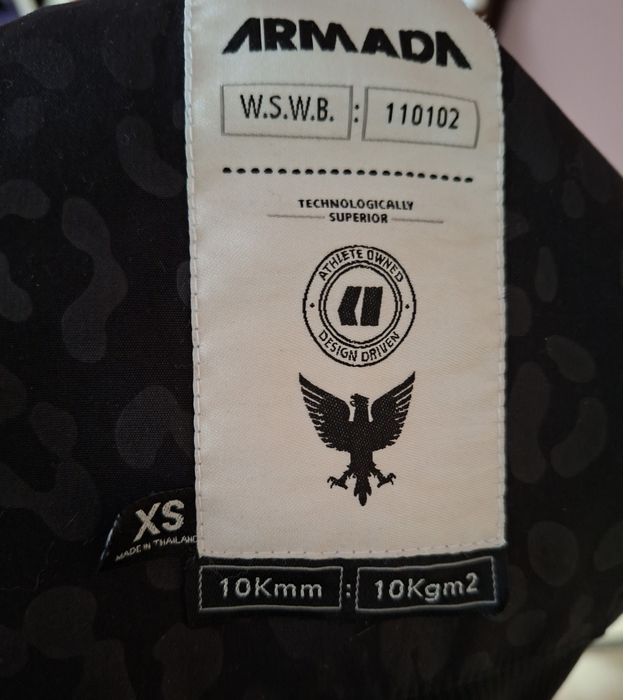 ARMADA
W.S.W.B. : 110102
TECHNOLOGICALLY
SUPERIOR
ATHLETE OWNED
DESIGN DRIVEN
XS
MADE IN THAILAND
10Kmm : 10Kgm2